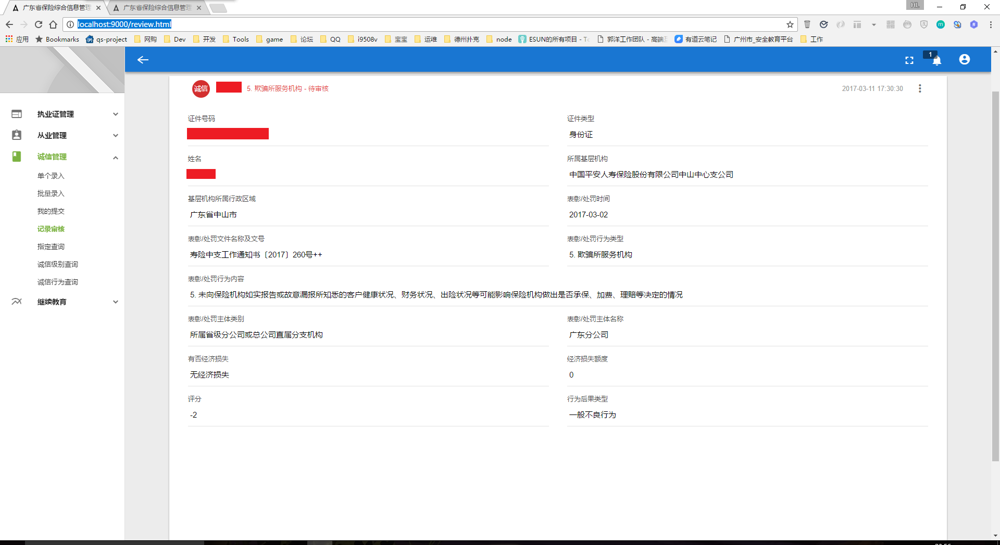 广东省保险综合信息管理
广东省保险综合信息管理
HL
localhost:9000/review.html
应用
Bookmarks
qs-project
网购
Dev
开发
Tools
game
论坛
QQ
i9508v
宝宝
运维
德州扑克
node
ESUN的所有项目 - To
郭洋工作团队 - 高端
有道云笔记
广州市_安全教育平台
工作
1
诚信
5. 欺骗所服务机构 - 待审核
2017-03-11 17:30:30
执业证管理
从业管理
诚信管理
单个录入
批量录入
我的提交
记录审核
指定查询
诚信级别查询
诚信行为查询
继续教育
证件号码
证件类型
身份证
姓名
所属基层机构
中国平安人寿保险股份有限公司中山中心支公司
基层机构所属行政区域
表彰/处罚时间
广东省中山市
2017-03-02
表彰/处罚文件名称及文号
表彰/处罚行为类型
寿险中支工作通知书〔2017〕260号++
5. 欺骗所服务机构
表彰/处罚行为内容
5. 未向保险机构如实报告或故意漏报所知悉的客户健康状况、财务状况、出险状况等可能影响保险机构做出是否承保、加费、理赔等决定的情况
表彰/处罚主体类别
表彰/处罚主体名称
所属省级分公司或总公司直属分支机构
广东分公司
有否经济损失
经济损失额度
无经济损失
0
评分
行为后果类型
-2
一般不良行为